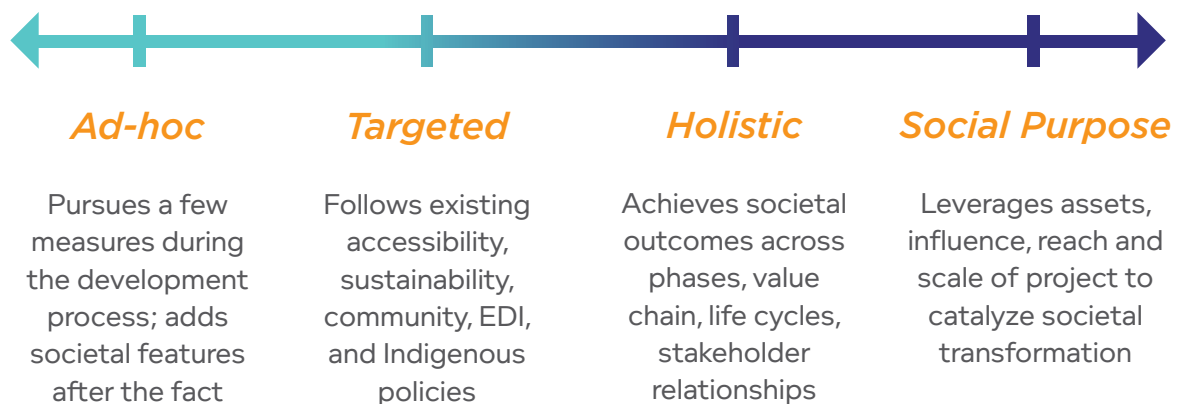 Ad-hoc
Pursues a few
measures during
the development
process; adds
societal features
after the fact
Targeted
Follows existing
accessibility,
sustainability,
community, EDI,
and Indigenous
policies
Holistic
Achieves societal
outcomes across
phases, value
chain, life cycles,
stakeholder
relationships
Social Purpose
Leverages assets,
influence, reach and
scale of project to
catalyze societal
transformation